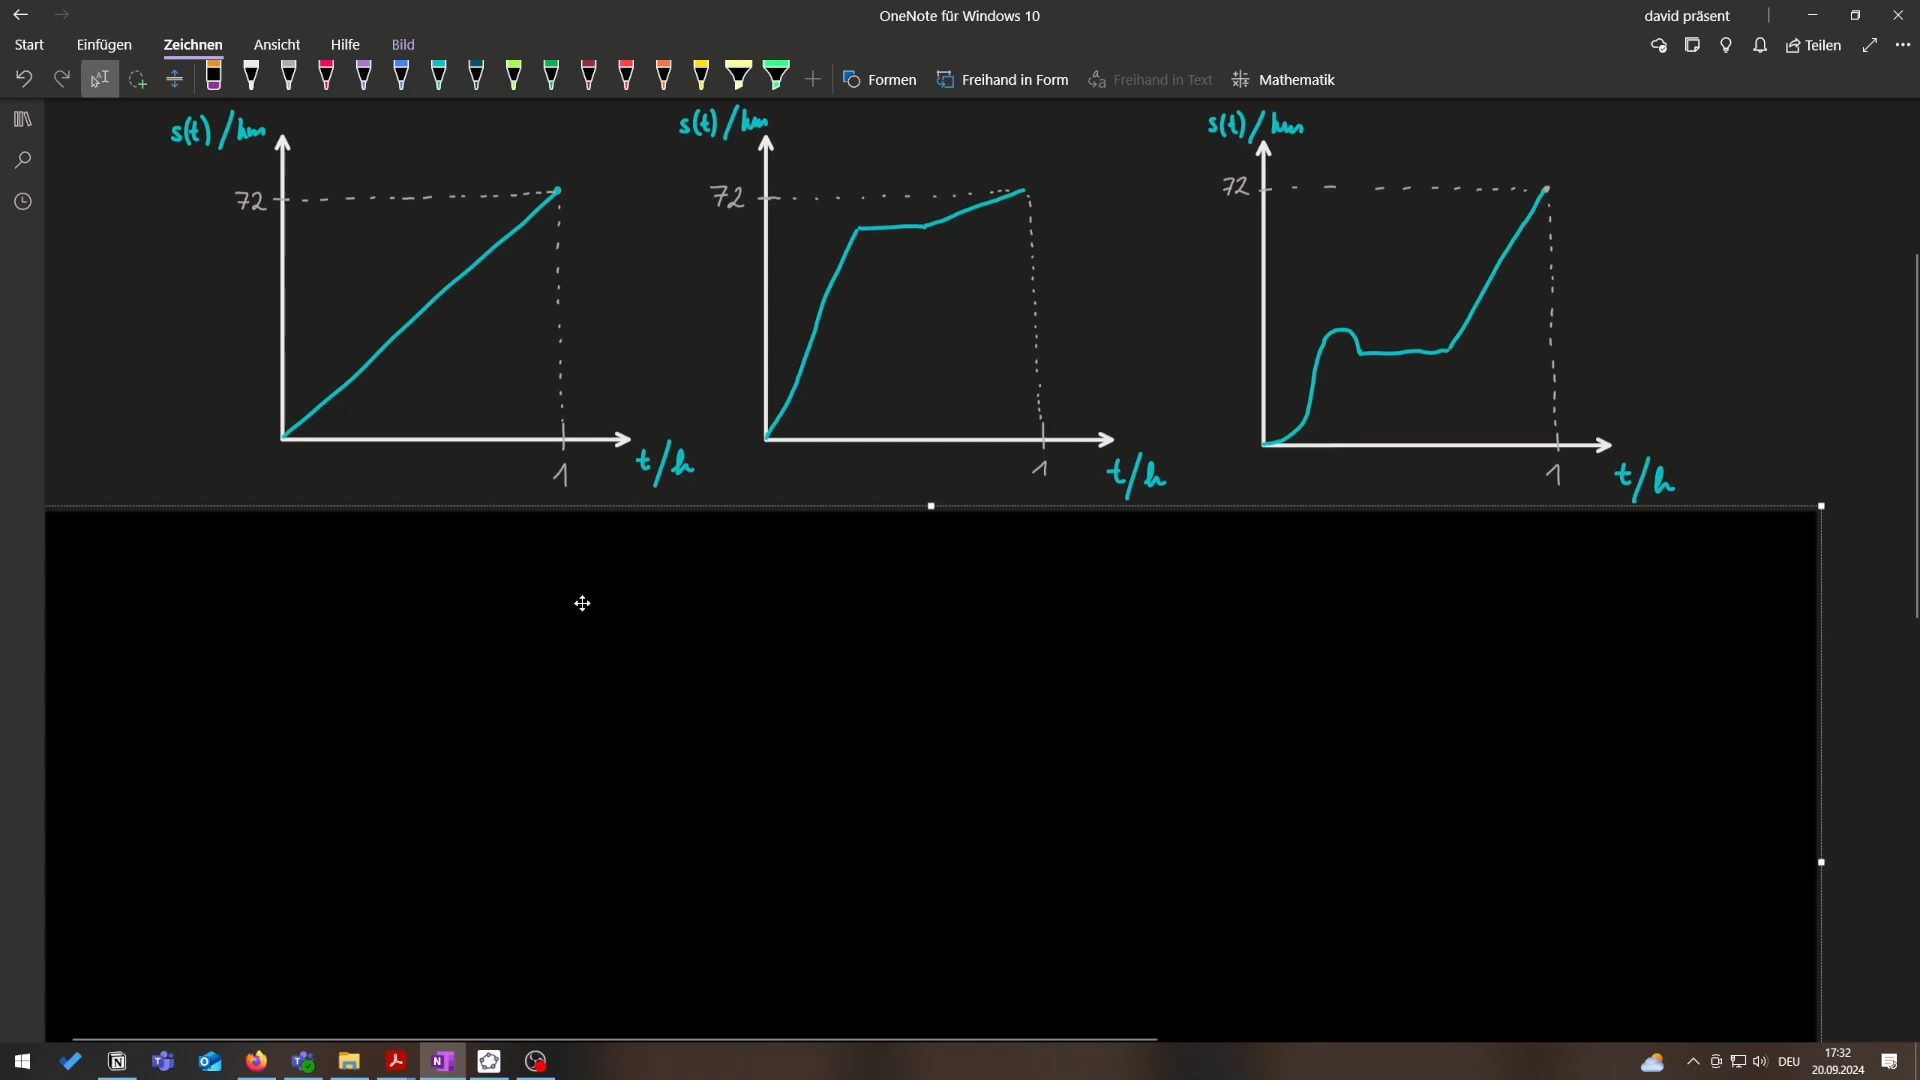 OneNote für Windows 10
david präsent
Start Einfügen Zeichnen Ansicht Hilfe Bild
Teilen
Formen Freihand in Form Freihand in Text Mathematik
s(t)/km s(t)/km s(t)/km
72 72 72
1 1 1
t/h t/h t/h
DEU
17:32
20.09.2024